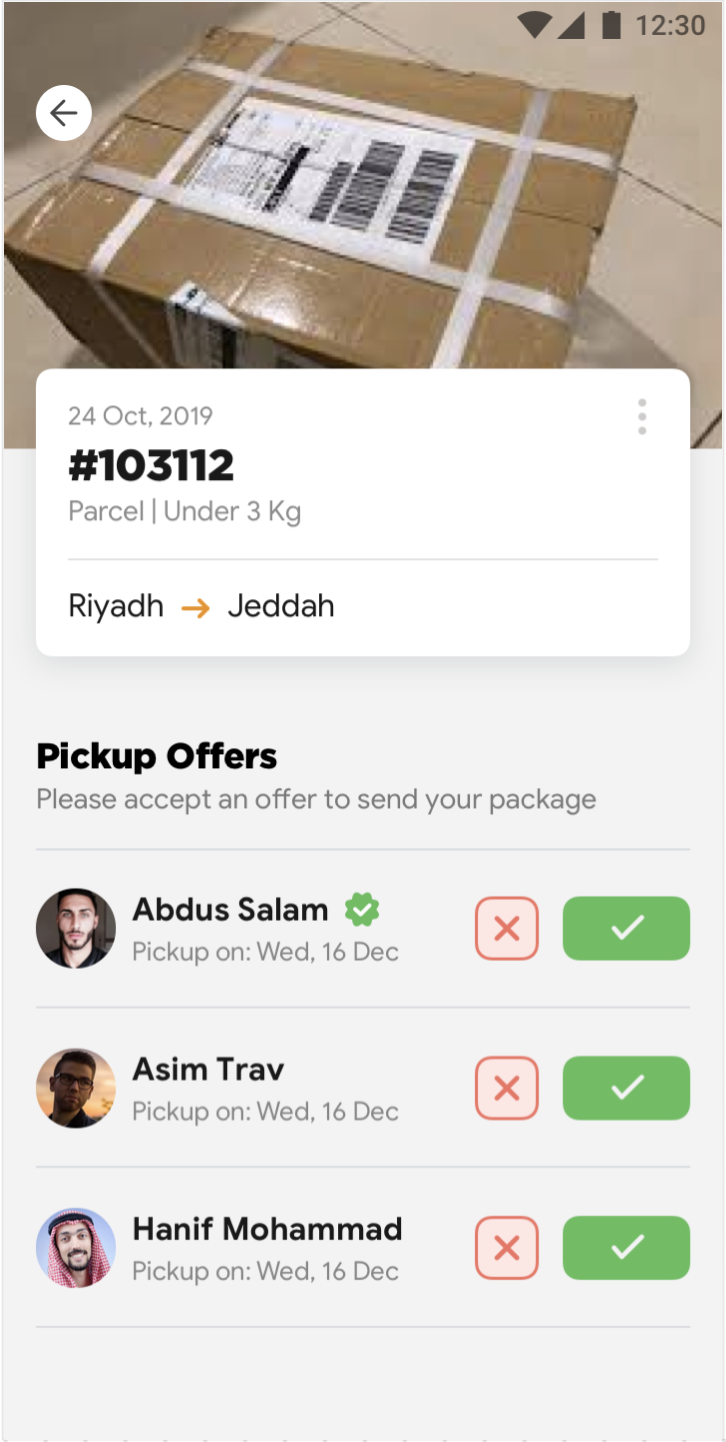 12:30
24 Oct, 2019
#103112
Parcel | Under 3 Kg
Riyadh → Jeddah
Pickup Offers
Please accept an offer to send your package
Abdus Salam
Pickup on: Wed, 16 Dec
Asim Trav
Pickup on: Wed, 16 Dec
Hanif Mohammad
Pickup on: Wed, 16 Dec